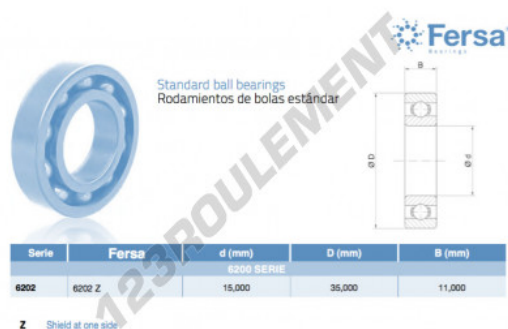 Fersa
Bearings
Standard ball bearings
Rodamientos de bolas estándar
B
Ø D
Ø d
123ROULEMENT
Serie Fersa d (mm) D (mm) B (mm)
6200 SERIE
6202 6202 Z 15,000 35,000 11,000
Z Shield at one side